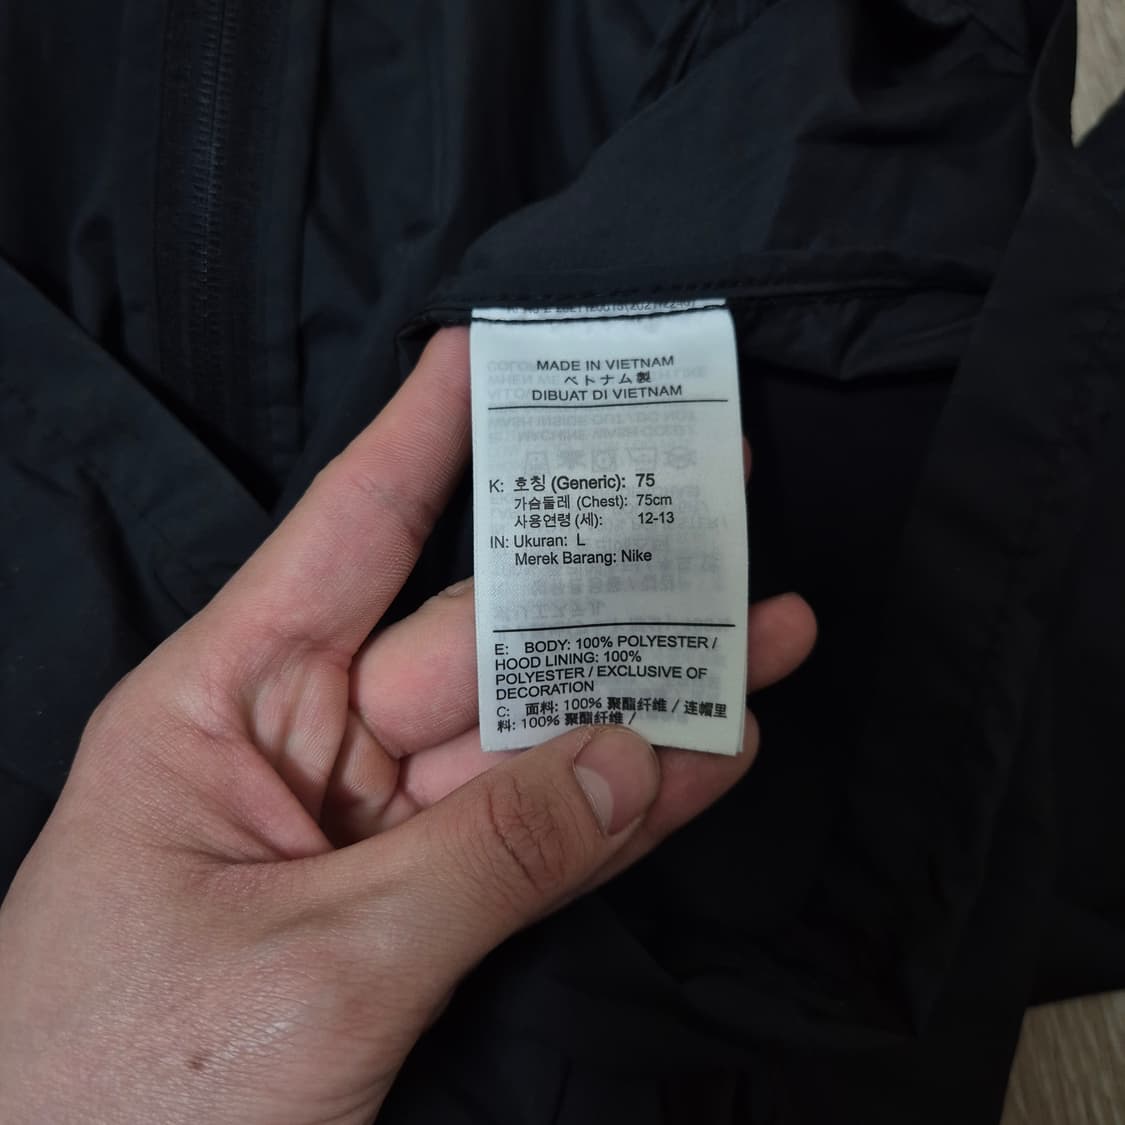 MADE IN VIETNAM
ベトナム製
DIBUAT DI VIETNAM
K: 호칭 (Generic): 75
가슴둘레 (Chest): 75cm
사용연령 (세): 12-13
IN: Ukuran: L
Merek Barang: Nike
E: BODY: 100% POLYESTER /
HOOD LINING: 100%
POLYESTER / EXCLUSIVE OF
DECORATION
C: 面料: 100% 聚酯纤维 / 连帽里
料: 100% 聚酯纤维 /